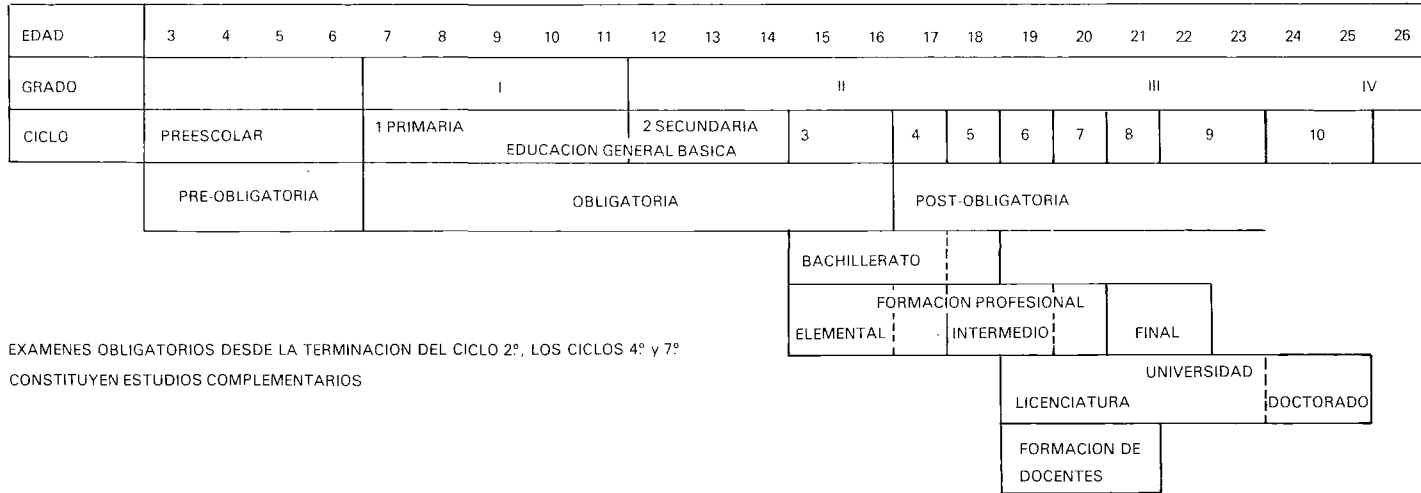 EDAD 3 4 5 6 7 8 9 10 11 12 13 14 15 16 17 18 19 20 21 22 23 24 25 26
GRADO I II III IV
CICLO PREESCOLAR 1 PRIMARIA 2 SECUNDARIA 3 4 5 6 7 8 9 10
EDUCACION GENERAL BASICA
PRE-OBLIGATORIA OBLIGATORIA POST-OBLIGATORIA
BACHILLERATO
FORMACION PROFESIONAL
ELEMENTAL INTERMEDIO FINAL
EXAMENES OBLIGATORIOS DESDE LA TERMINACION DEL CICLO 2º, LOS CICLOS 4º y 7º
CONSTITUYEN ESTUDIOS COMPLEMENTARIOS
UNIVERSIDAD
LICENCIATURA DOCTORADO
FORMACION DE
DOCENTES